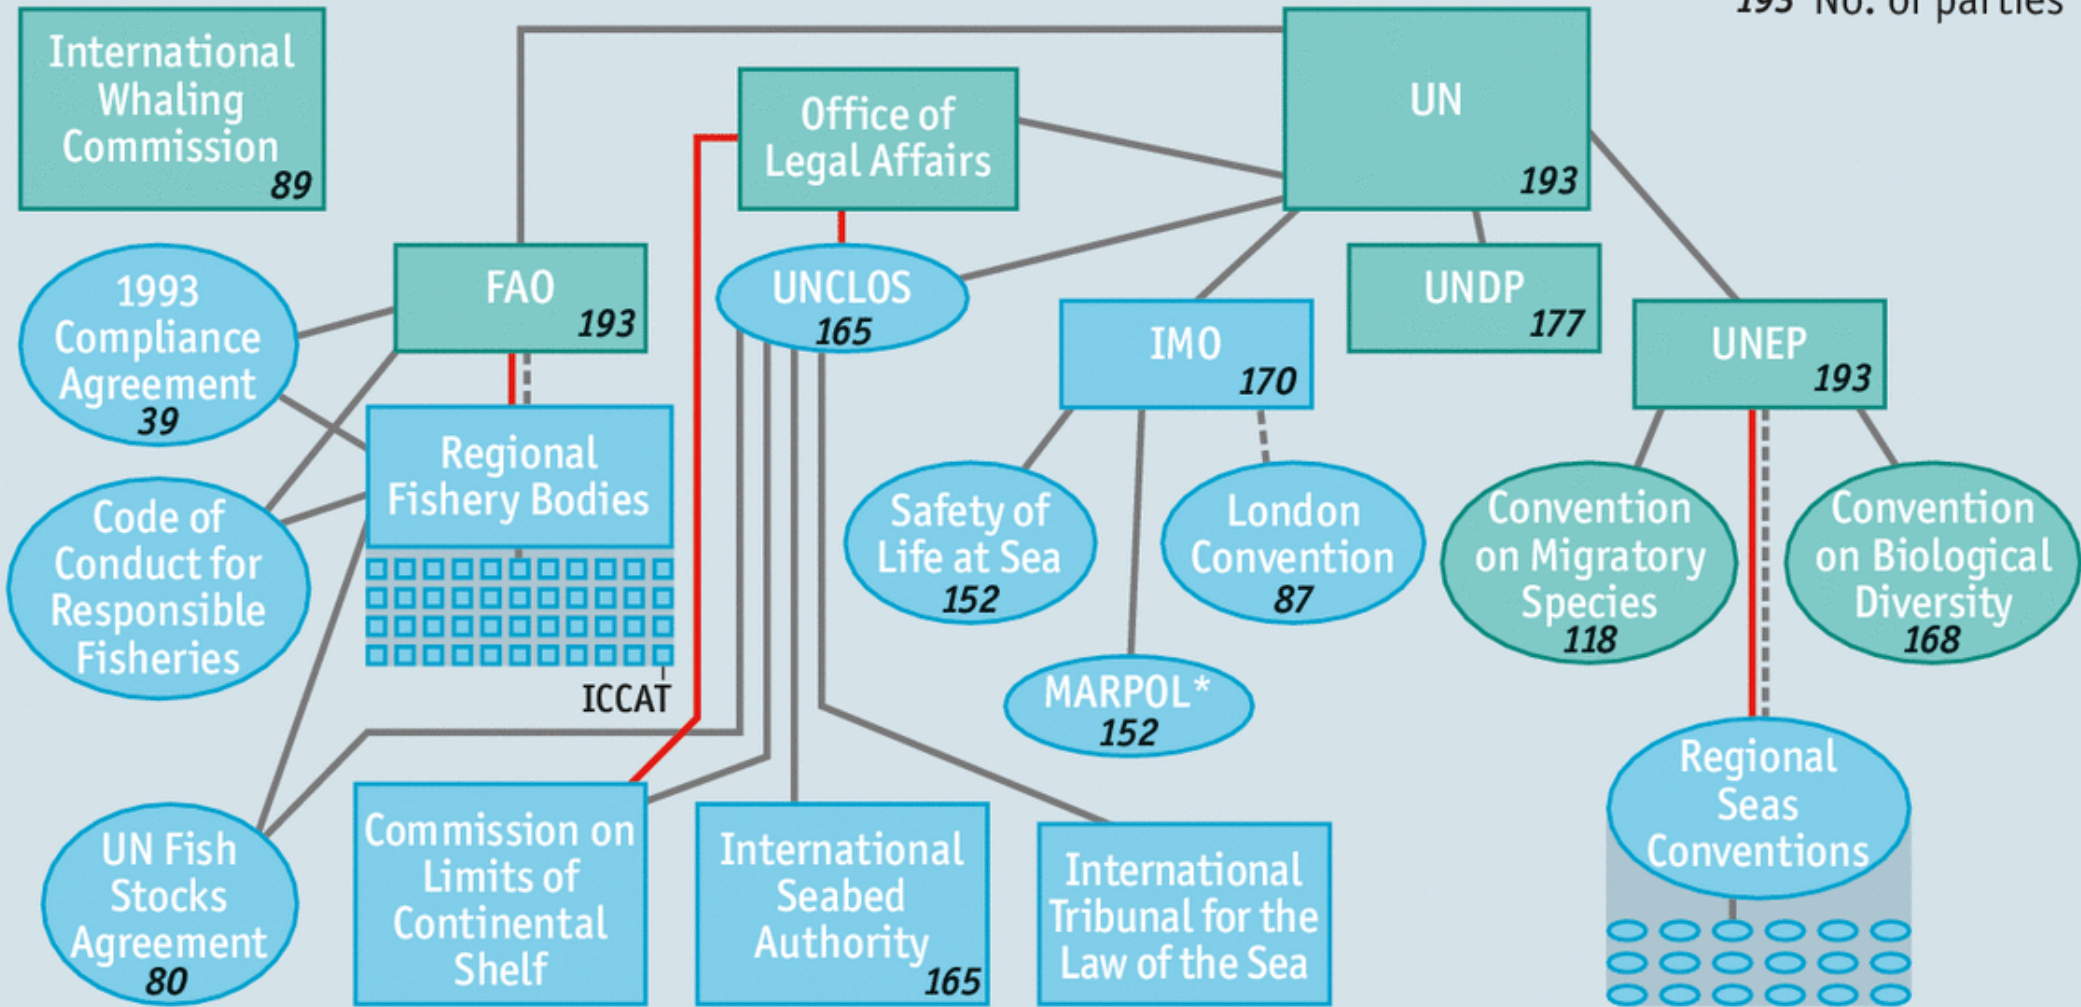 193 No. of parties
International
Whaling
Commission
89
Office of
Legal Affairs
UN
193
1993
Compliance
Agreement
39
FAO
193
UNCLOS
165
IMO
170
UNDP
177
UNEP
193
Code of
Conduct for
Responsible
Fisheries
Regional
Fishery Bodies
ICCAT
Safety of
Life at Sea
152
London
Convention
87
MARPOL*
152
Convention
on Migratory
Species
118
Convention
on Biological
Diversity
168
Regional
Seas
Conventions
UN Fish
Stocks
Agreement
80
Commission on
Limits of
Continental
Shelf
International
Seabed
Authority
165
International
Tribunal for the
Law of the Sea